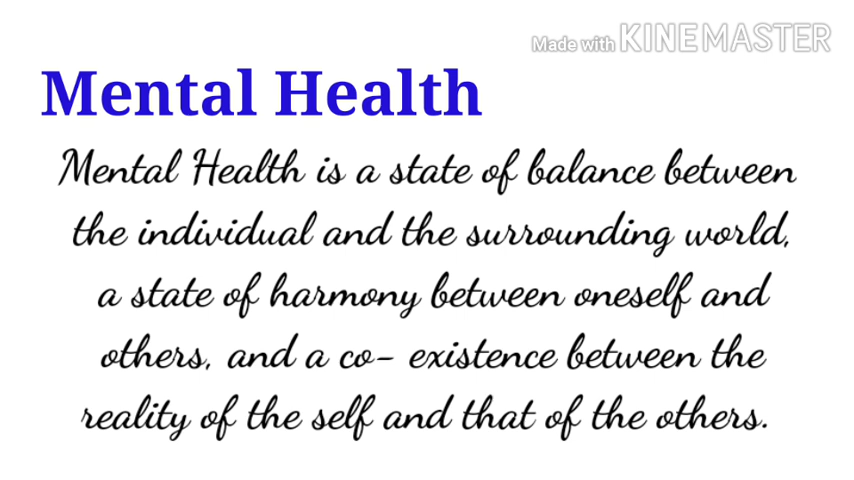 Made with KINEMASTER
Mental Health
Mental Health is a state of balance between
the individual and the surrounding world,
a state of harmony between oneself and
others, and a co- existence between the
reality of the self and that of the others.